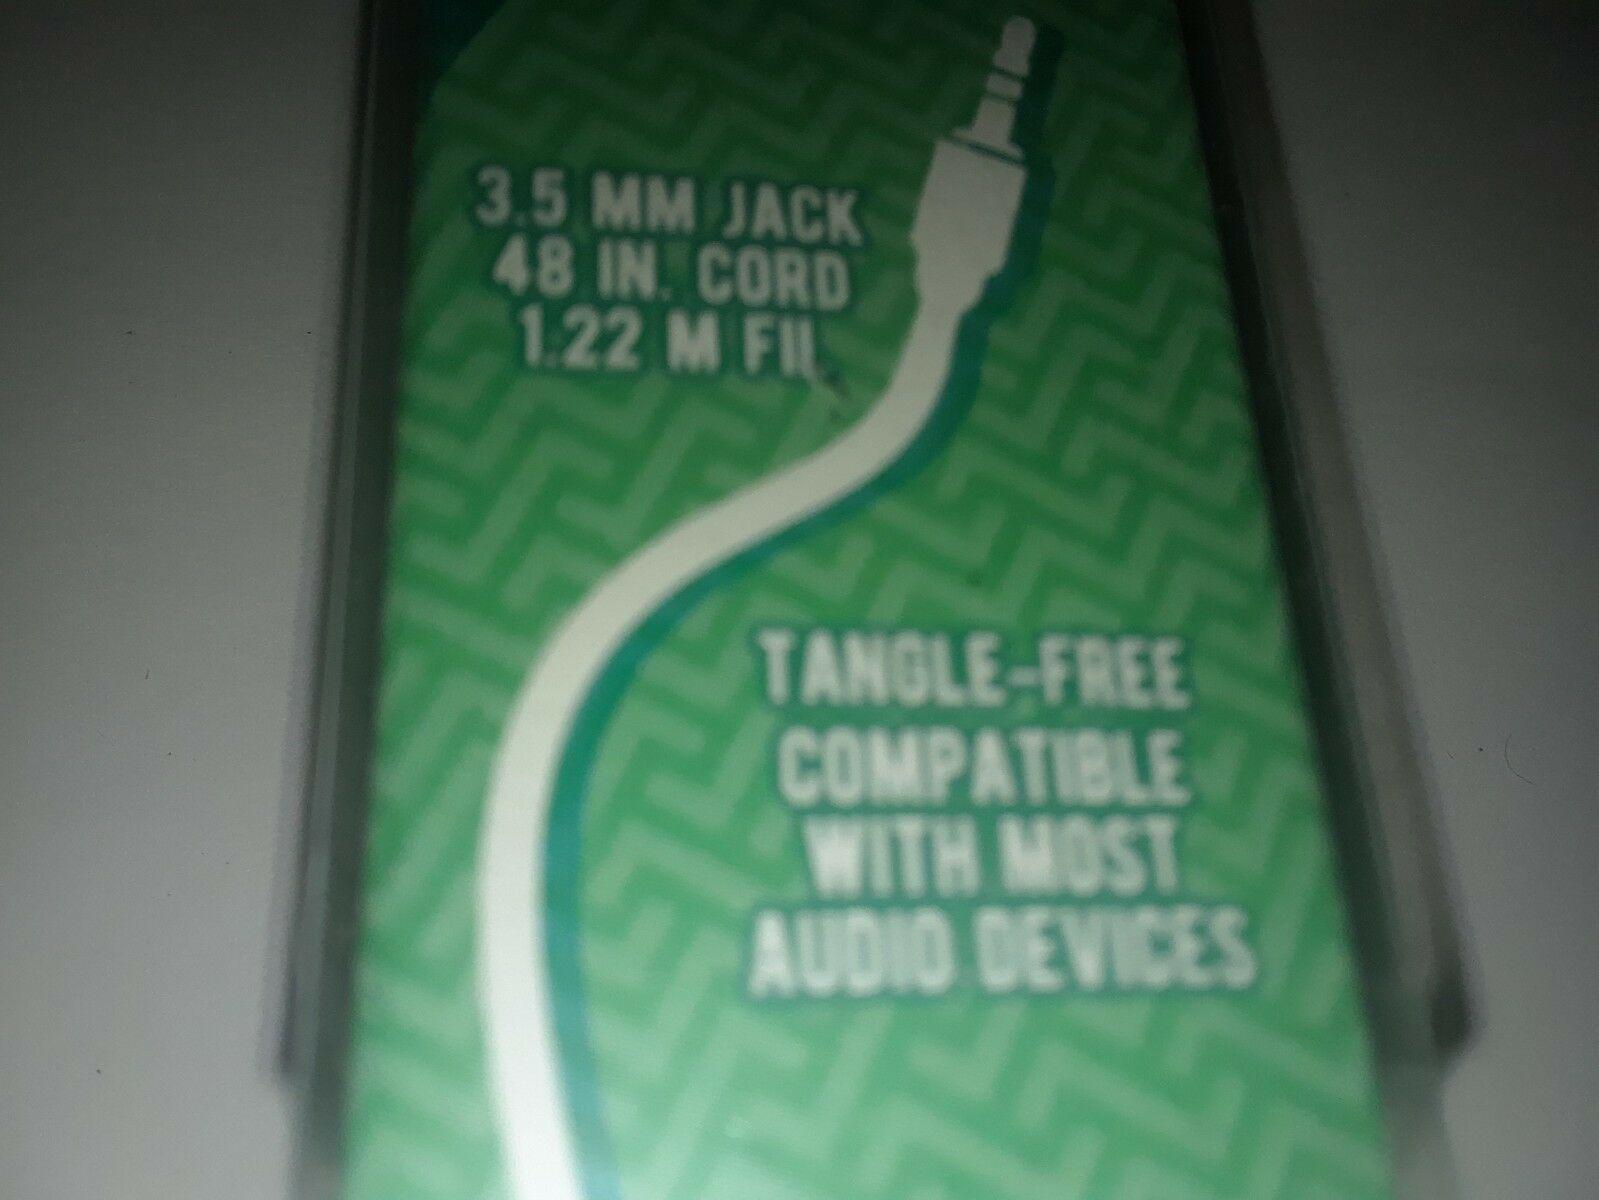 3.5 MM JACK
48 IN. CORD
1.22 M FIL
TANGLE-FREE
COMPATIBLE
WITH MOST
AUDIO DEVICES